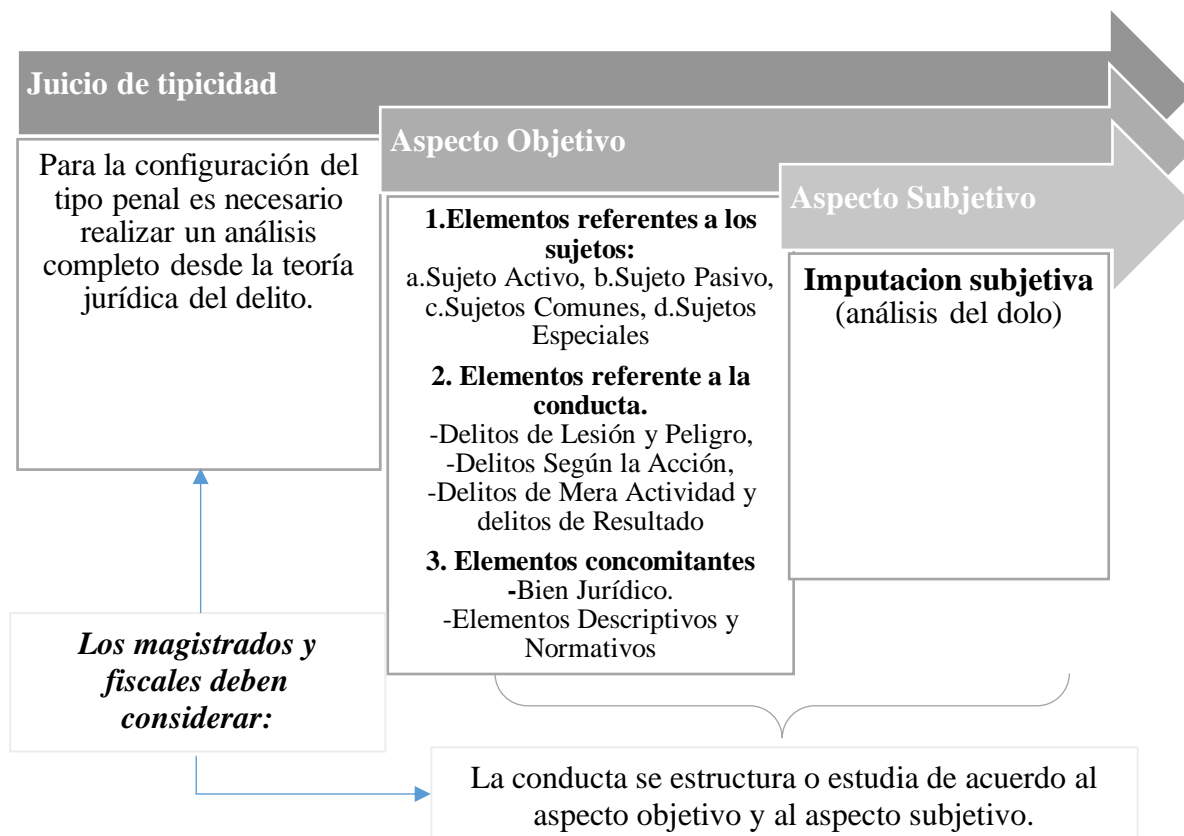 Juicio de tipicidad
Para la configuración del
tipo penal es necesario
realizar un análisis
completo desde la teoría
jurídica del delito.
Aspecto Objetivo
1.Elementos referentes a los
sujetos:
a.Sujeto Activo, b.Sujeto Pasivo,
c.Sujetos Comunes, d.Sujetos
Especiales
2. Elementos referente a la
conducta.
-Delitos de Lesión y Peligro,
-Delitos Según la Acción,
-Delitos de Mera Actividad y
delitos de Resultado
3. Elementos concomitantes
-Bien Jurídico.
-Elementos Descriptivos y
Normativos
Aspecto Subjetivo
Imputacion subjetiva
(análisis del dolo)
Los magistrados y
fiscales deben
considerar:
La conducta se estructura o estudia de acuerdo al
aspecto objetivo y al aspecto subjetivo.